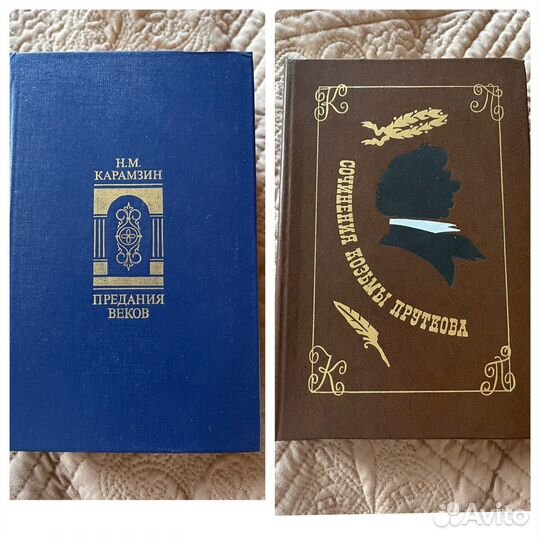 Н.М.
КАРАМЗИН
ПРЕДАНИЯ
ВЕКОВ
К П
СОЧИНЕНИЯ КОЗЬМЫ ПРУТКОВА
К П
Avito